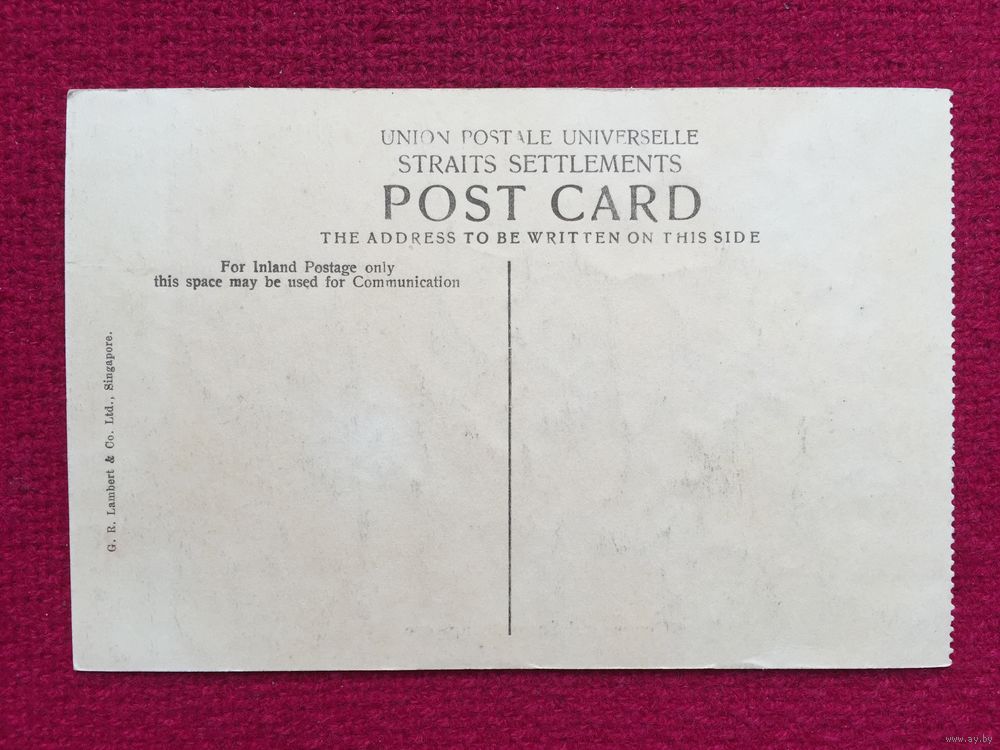 UNION POSTALE UNIVERSELLE
STRAITS SETTLEMENTS
POST CARD
THE ADDRESS TO BE WRITTEN ON THIS SIDE
For Inland Postage only
this space may be used for Communication
G. R. Lambert & Co. Ltd., Singapore.
www.ay.by